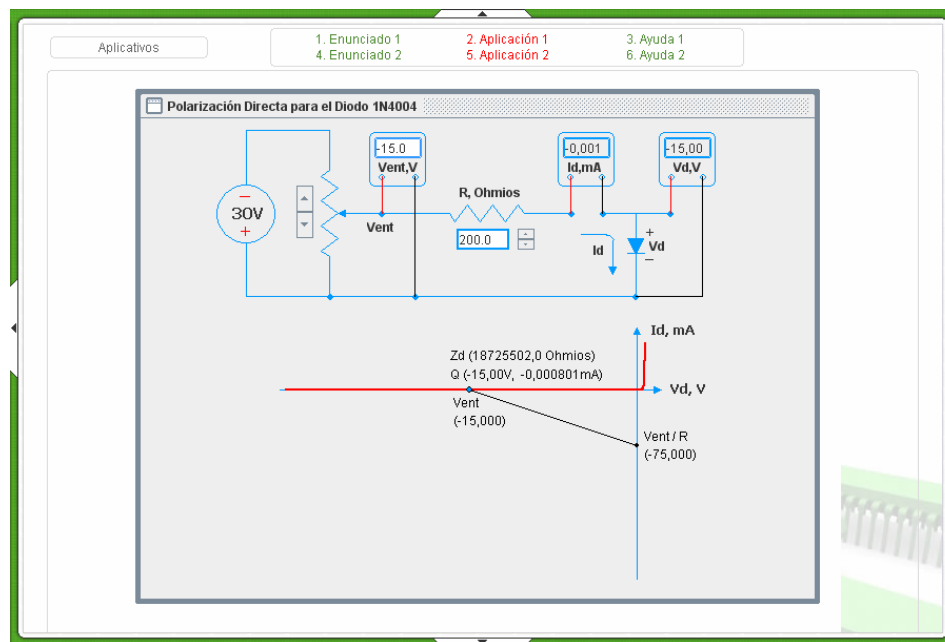 Aplicativos
1. Enunciado 1
2. Aplicación 1
3. Ayuda 1
4. Enunciado 2
5. Aplicación 2
6. Ayuda 2
Polarización Directa para el Diodo 1N4004
-15.0
Vent,V
-0,001
Id,mA
-15,00
Vd,V
R, Ohmios
30V
Vent
200.0
Id
Vd
Id, mA
Zd (18725502,0 Ohmios)
Q (-15,00V, -0,000801mA)
Vd, V
Vent
(-15,000)
Vent / R
(-75,000)